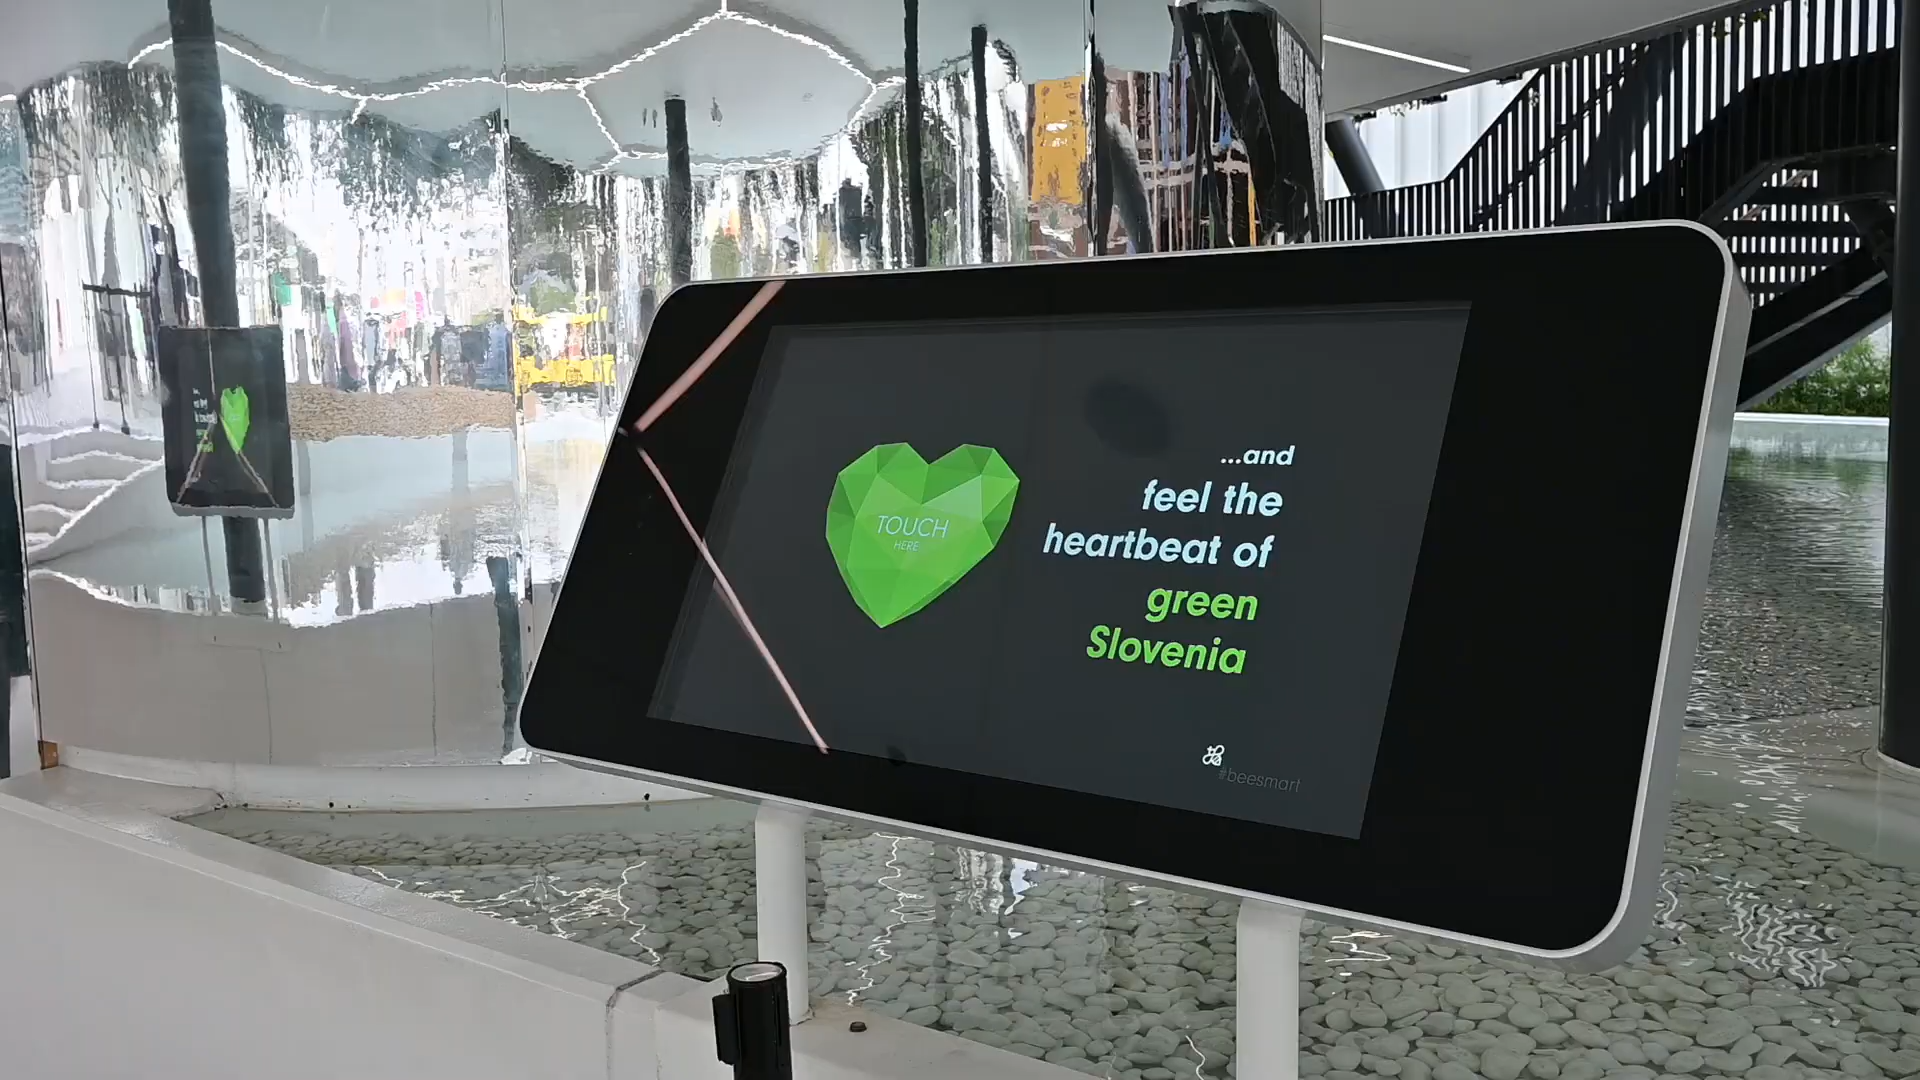 TOUCH
HERE
...and
feel the
heartbeat of
green
Slovenia
#beesmart